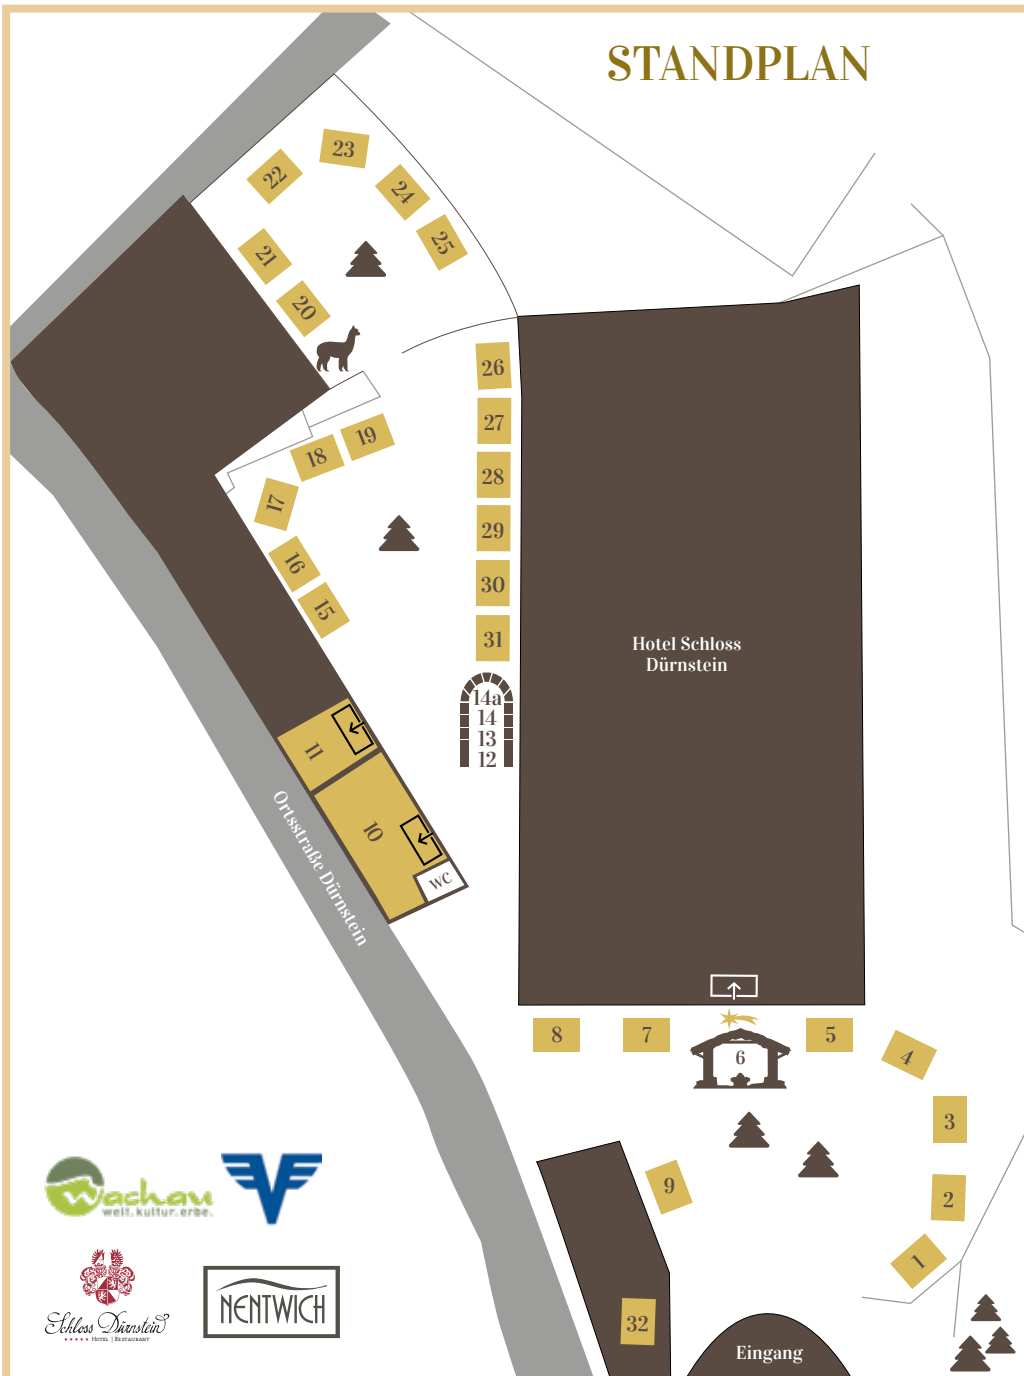 STANDPLAN
23
22
24
25
21
20
26
27
19
18
28
17
29
16
30
15
31
Hotel Schloss
Dürnstein
14a
14
13
12
11
10
WC
Ortsstraße Dürnstein
8
7
6
5
4
3
9
2
1
32
Eingang
Wachau
welt.kultur.erbe.
Schloss Dürnstein
HOTEL | RESTAURANT
NENTWICH